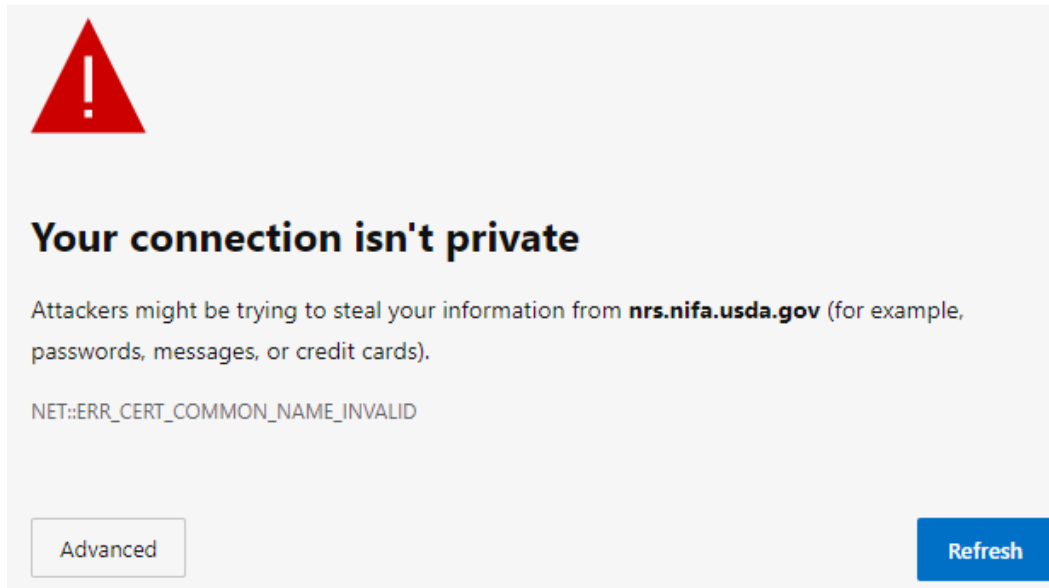 !
Your connection isn't private
Attackers might be trying to steal your information from nrs.nifa.usda.gov (for example,
passwords, messages, or credit cards).
NET::ERR_CERT_COMMON_NAME_INVALID
Advanced
Refresh